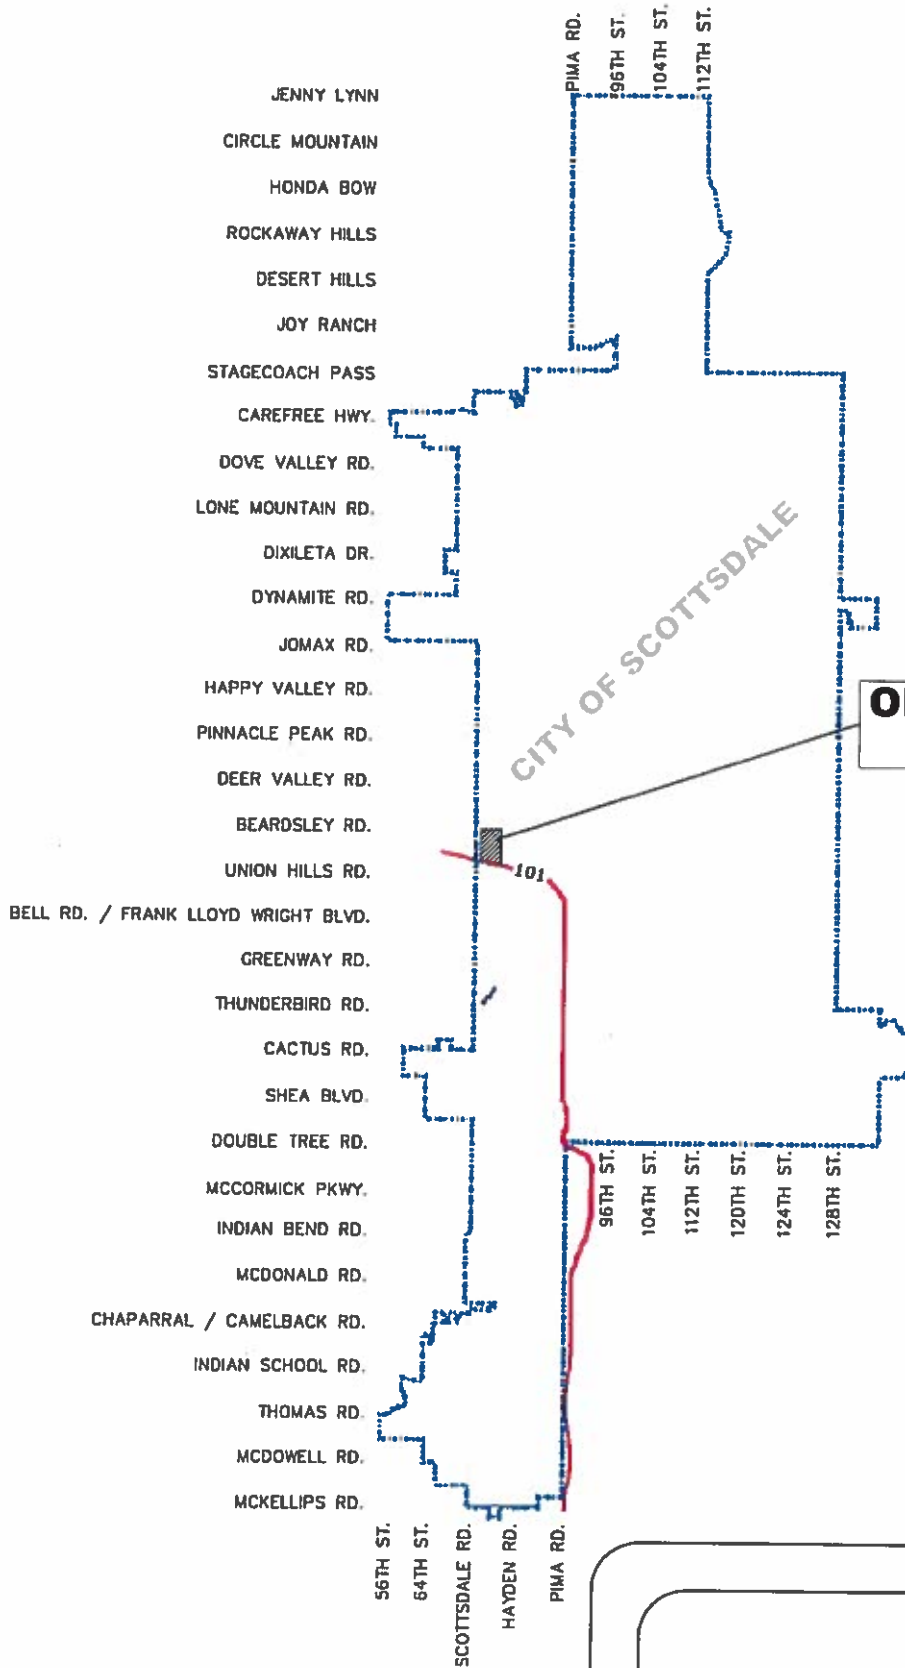 PIMA RD.
96TH ST.
104TH ST.
112TH ST.
JENNY LYNN
CIRCLE MOUNTAIN
HONDA BOW
ROCKAWAY HILLS
DESERT HILLS
JOY RANCH
STAGECOACH PASS
CAREFREE HWY.
DOVE VALLEY RD.
LONE MOUNTAIN RD.
DIXILETA DR.
DYNAMITE RD.
JOMAX RD.
HAPPY VALLEY RD.
PINNACLE PEAK RD.
DEER VALLEY RD.
BEARDSLEY RD.
UNION HILLS RD.
BELL RD. / FRANK LLOYD WRIGHT BLVD.
GREENWAY RD.
THUNDERBIRD RD.
CACTUS RD.
SHEA BLVD.
DOUBLE TREE RD.
MCCORMICK PKWY.
INDIAN BEND RD.
MCDONALD RD.
CHAPARRAL / CAMELBACK RD.
INDIAN SCHOOL RD.
THOMAS RD.
MCDOWELL RD.
MCKELLIPS RD.
CITY OF SCOTTSDALE
101
96TH ST.
104TH ST.
112TH ST.
120TH ST.
124TH ST.
128TH ST.
56TH ST.
64TH ST.
SCOTTSDALE RD.
HAYDEN RD.
PIMA RD.